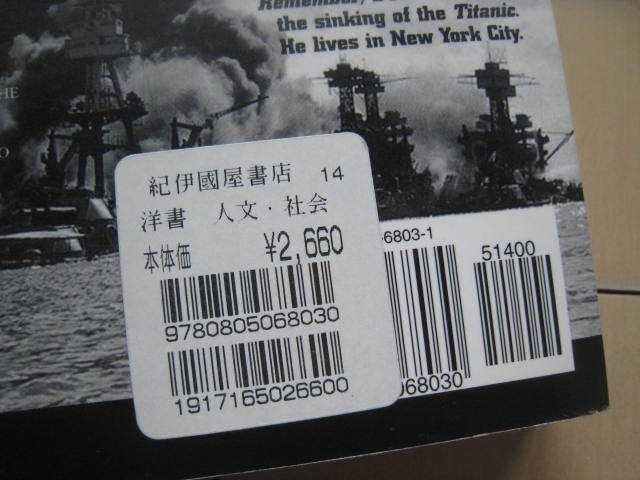 the sinking of the Titanic.
He lives in New York City.
HE
O
紀伊國屋書店 14
洋書 人文・社会
本体価 ¥2,660
9780805068030
1917165026600
6803-1
51400
068030